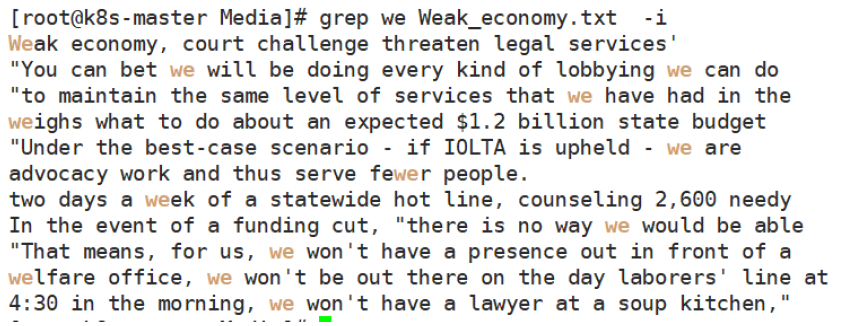 [root@k8s-master Media]# grep we Weak_economy.txt  -i
Weak economy, court challenge threaten legal services'
"You can bet we will be doing every kind of lobbying we can do
"to maintain the same level of services that we have had in the
weighs what to do about an expected $1.2 billion state budget
"Under the best-case scenario - if IOLTA is upheld - we are
advocacy work and thus serve fewer people.
two days a week of a statewide hot line, counseling 2,600 needy
In the event of a funding cut, "there is no way we would be able
"That means, for us, we won't have a presence out in front of a
welfare office, we won't be out there on the day laborers' line at
4:30 in the morning, we won't have a lawyer at a soup kitchen,"